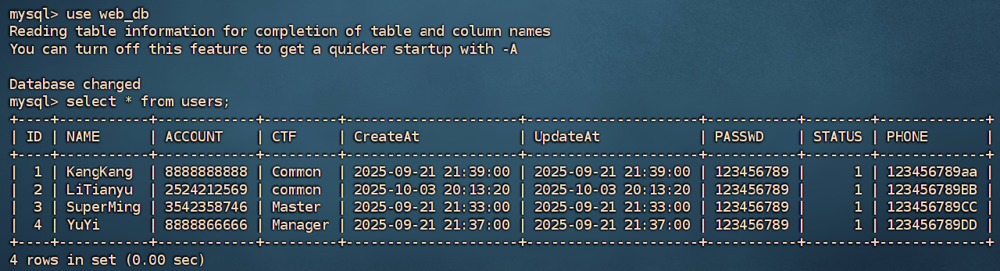 mysql> use web_db
Reading table information for completion of table and column names
You can turn off this feature to get a quicker startup with -A

Database changed
mysql> select * from users;
+----+-----------+------------+---------+---------------------+---------------------+-----------+--------+-------------+
| ID | NAME      | ACCOUNT    | CTF     | CreateAt            | UpdateAt            | PASSWD    | STATUS | PHONE       |
+----+-----------+------------+---------+---------------------+---------------------+-----------+--------+-------------+
|  1 | KangKang  | 8888888888 | Common  | 2025-09-21 21:39:00 | 2025-09-21 21:39:00 | 123456789 |      1 | 123456789aa |
|  2 | LiTianyu  | 2524212569 | common  | 2025-10-03 20:13:20 | 2025-10-03 20:13:20 | 123456789 |      1 | 123456789BB |
|  3 | SuperMing | 3542358746 | Master  | 2025-09-21 21:33:00 | 2025-09-21 21:33:00 | 123456789 |      1 | 123456789CC |
|  4 | YuYi      | 8888866666 | Manager | 2025-09-21 21:37:00 | 2025-09-21 21:37:00 | 123456789 |      1 | 123456789DD |
+----+-----------+------------+---------+---------------------+---------------------+-----------+--------+-------------+
4 rows in set (0.00 sec)